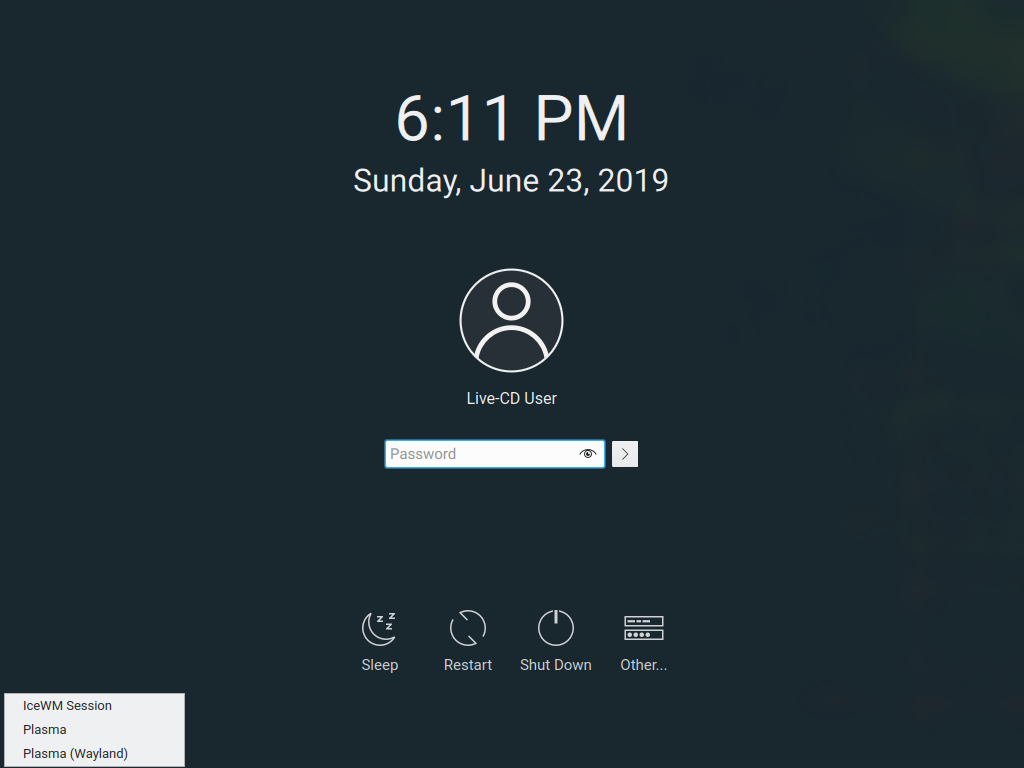 6:11 PM
Sunday, June 23, 2019
Live-CD User
Password
Sleep Restart Shut Down Other...
IceWM Session
Plasma
Plasma (Wayland)